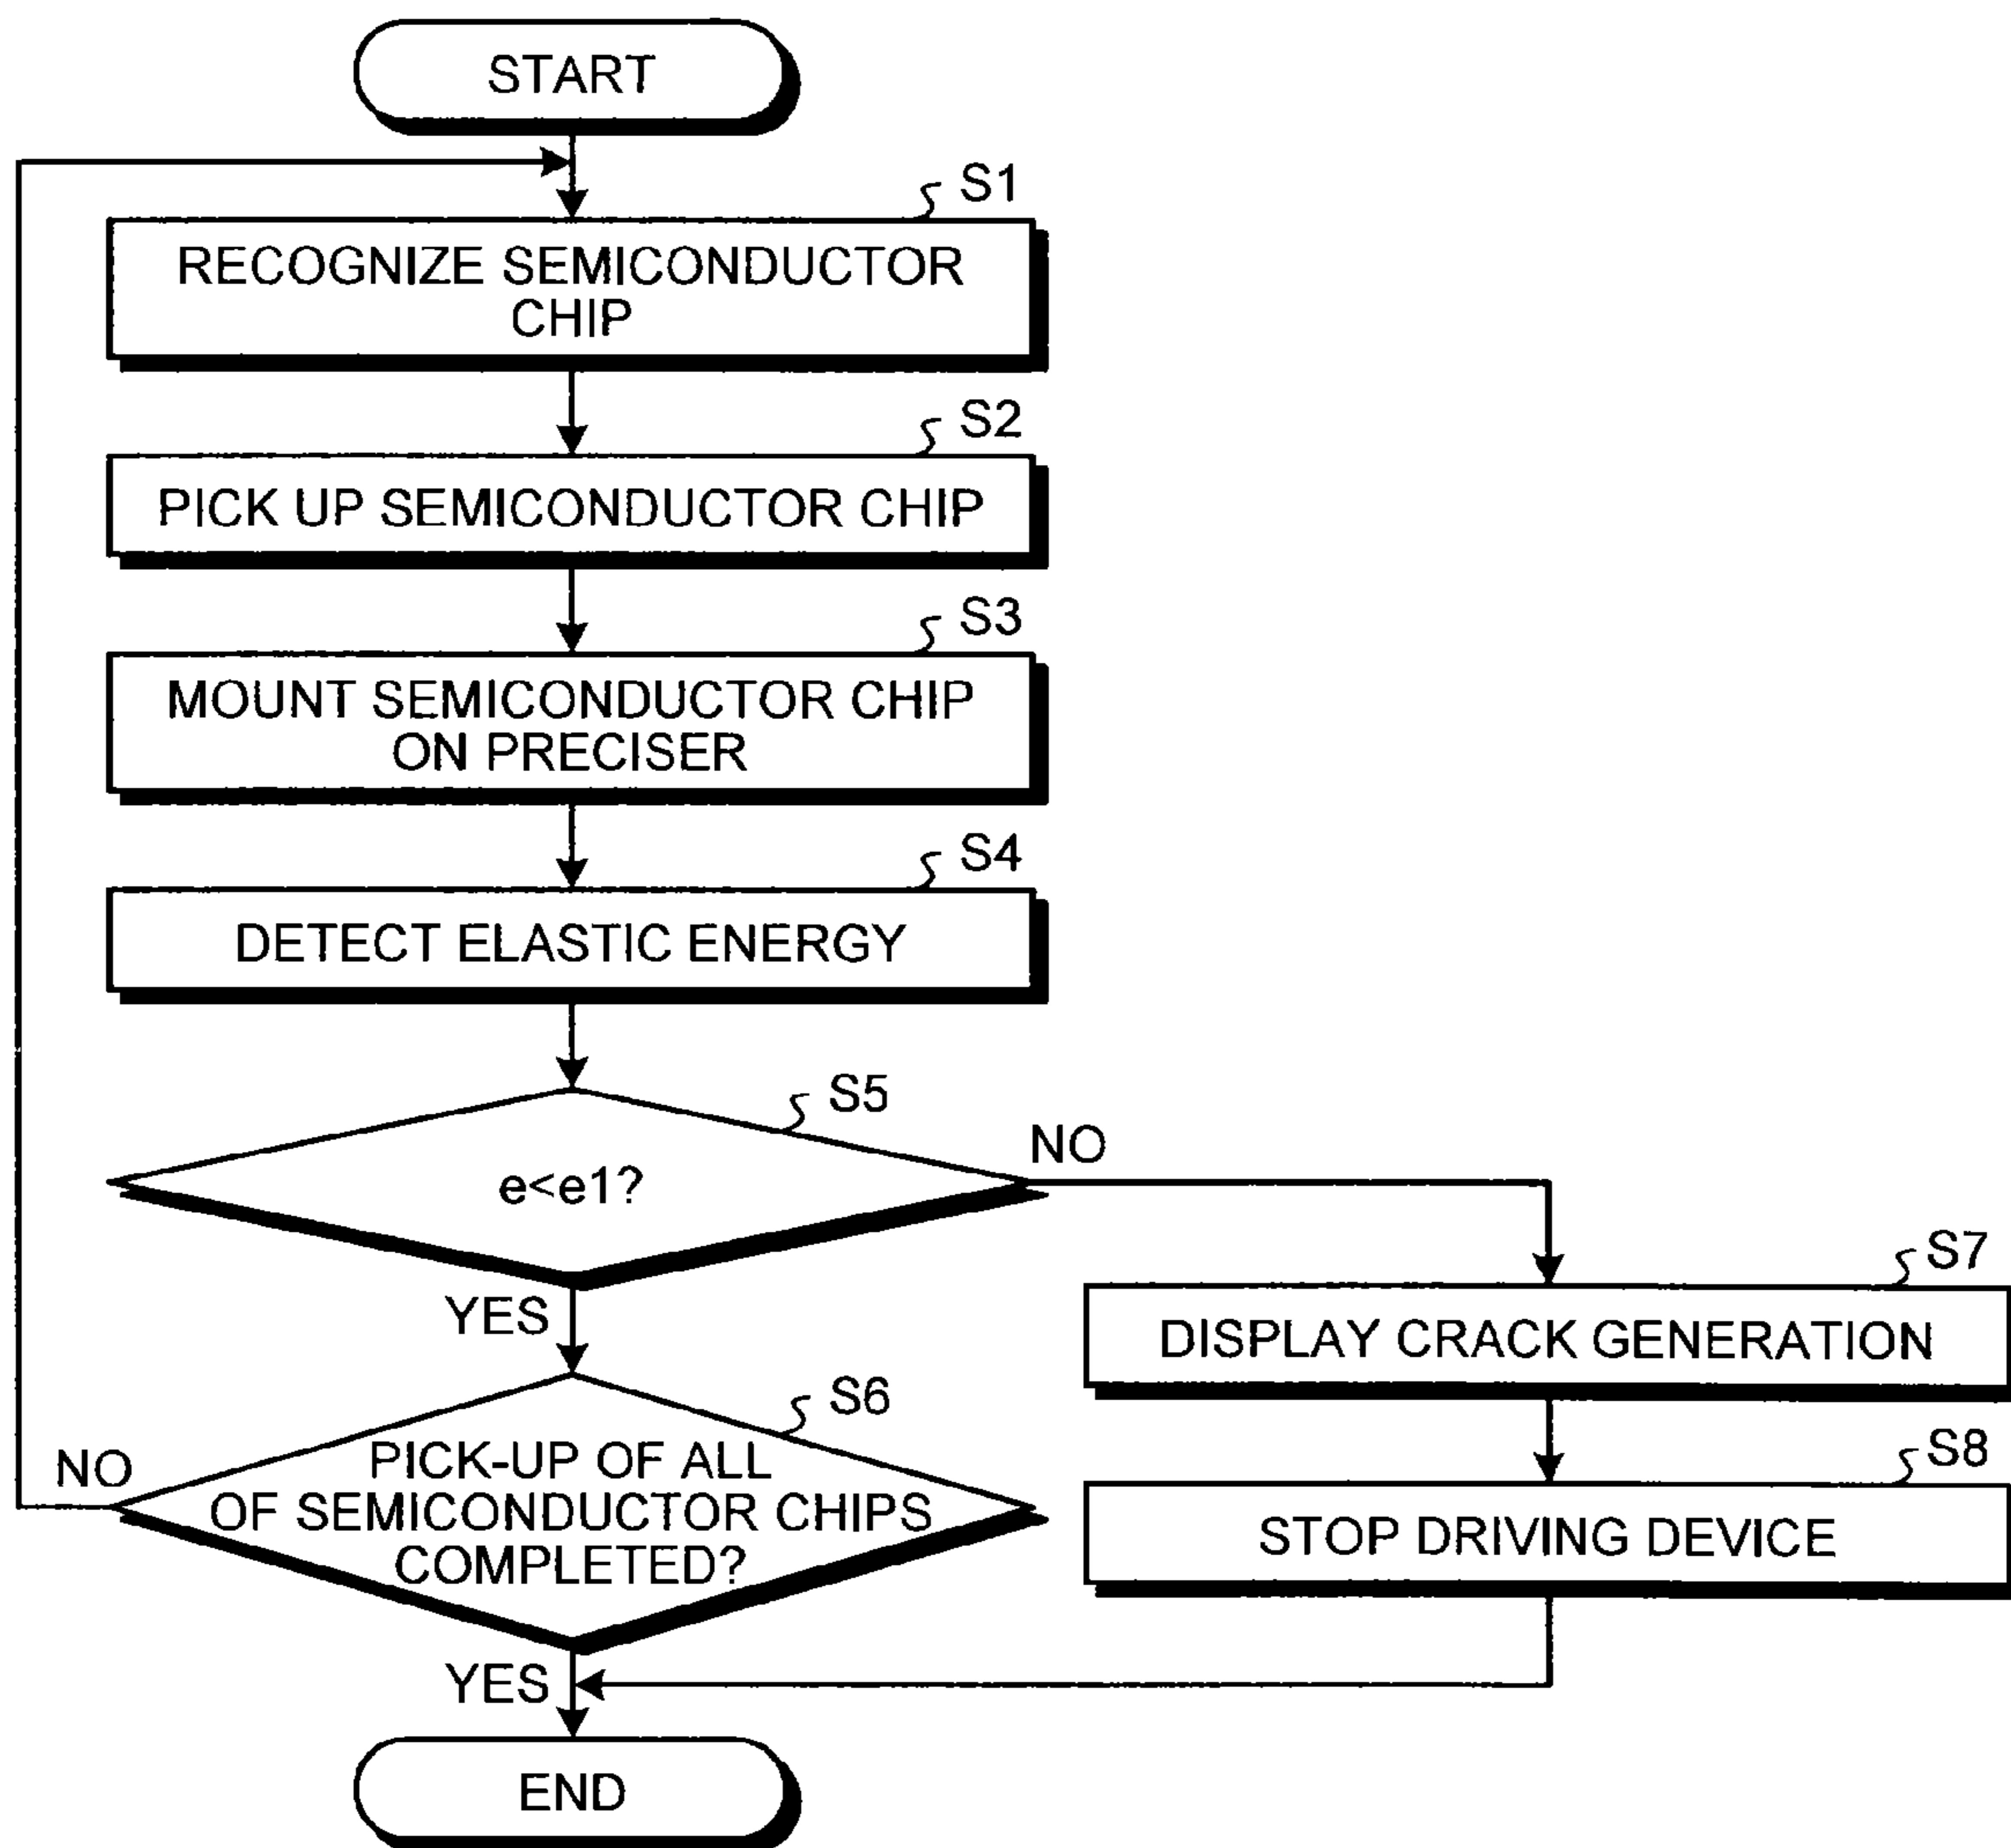 START
S1
RECOGNIZE SEMICONDUCTOR
CHIP
S2
PICK UP SEMICONDUCTOR CHIP
S3
MOUNT SEMICONDUCTOR CHIP
ON PRECISER
S4
DETECT ELASTIC ENERGY
S5
e<e1?
NO
YES
S7
DISPLAY CRACK GENERATION
S6
PICK-UP OF ALL
OF SEMICONDUCTOR CHIPS
COMPLETED?
NO
S8
STOP DRIVING DEVICE
YES
END